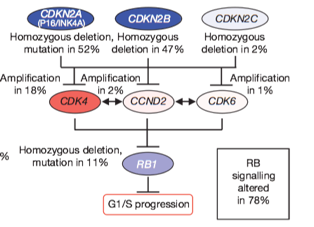 CDKN2A
(P16/INK4A)
CDKN2B
CDKN2C
Homozygous deletion,
mutation in 52%
Homozygous
deletion in 47%
Homozygous
deletion in 2%
Amplification
in 18%
Amplification
in 2%
Amplification
in 1%
CDK4
CCND2
CDK6
%
Homozygous deletion,
mutation in 11%
RB1
G1/S progression
RB
signalling
altered
in 78%